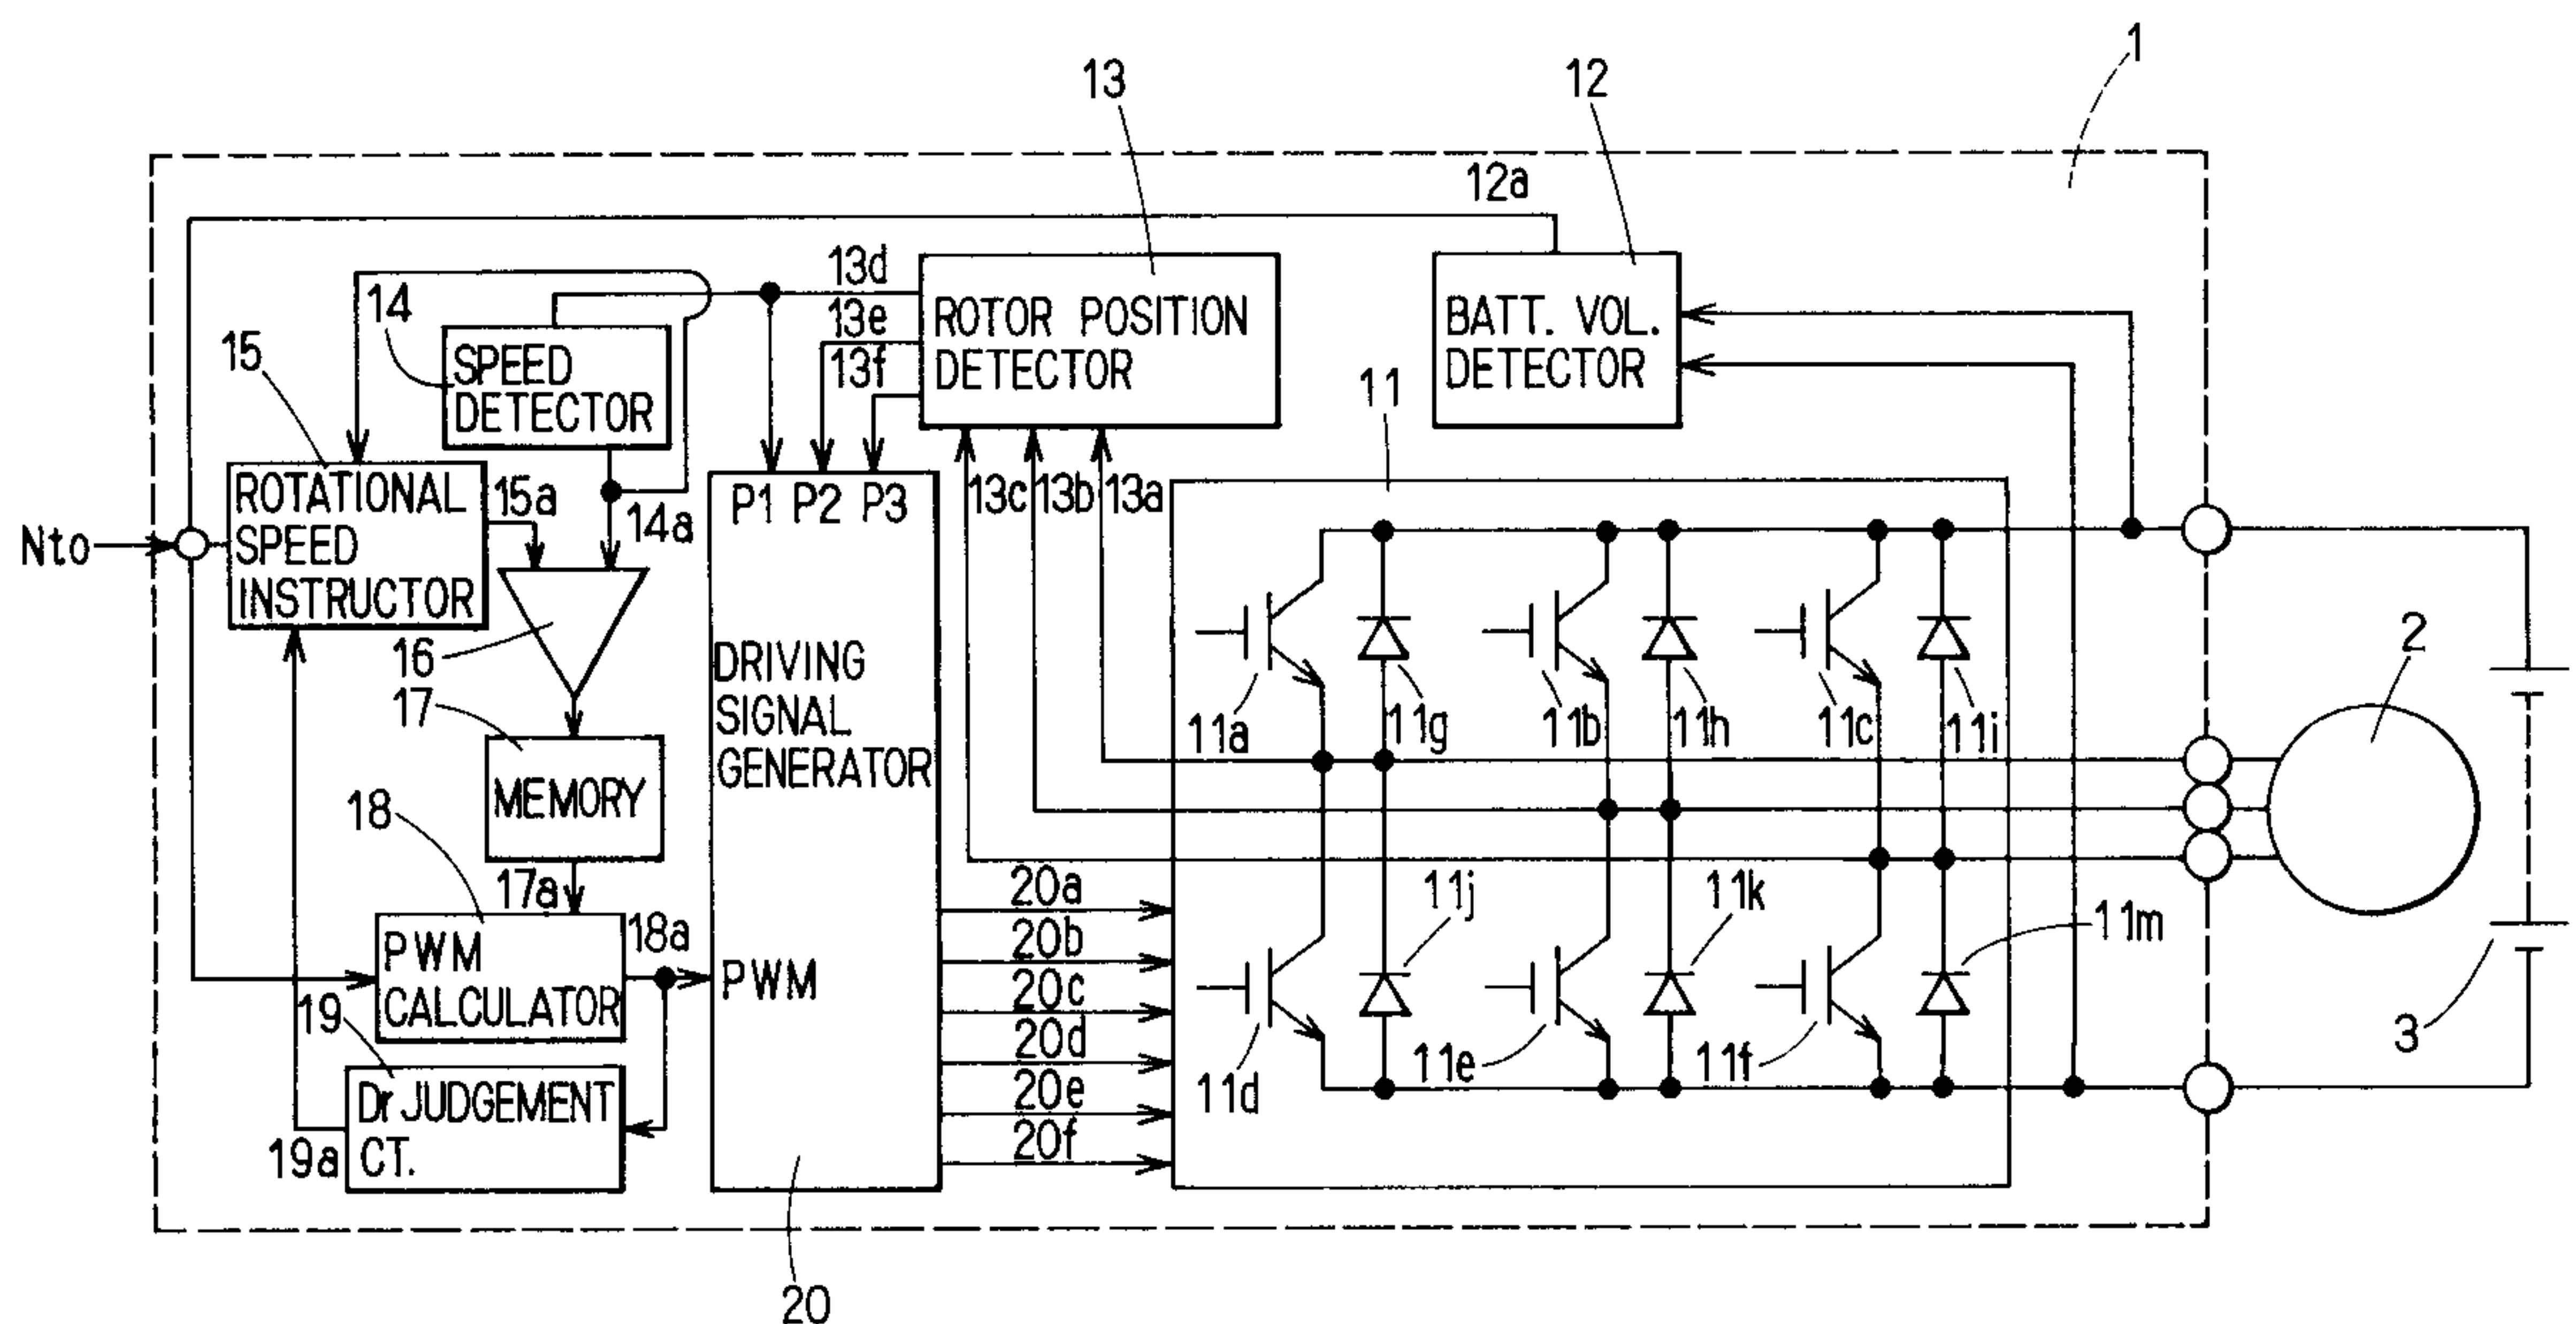 1
13
12
12a
13d
13e
13f
ROTOR POSITION
DETECTOR
BATT. VOL.
DETECTOR
14
SPEED
DETECTOR
15
11
ROTATIONAL
SPEED
INSTRUCTOR
15a
14a
Nto
P1 P2 P3
13c 13b 13a
16
17
MEMORY
DRIVING
SIGNAL
GENERATOR
11a
11g
11b
11h
11c
11i
2
18
17a
PWM
CALCULATOR
18a
PWM
19
Dr JUDGEMENT
CT.
19a
20a
20b
20c
20d
20e
20f
11j
11k
11m
11d
11e
11f
3
20